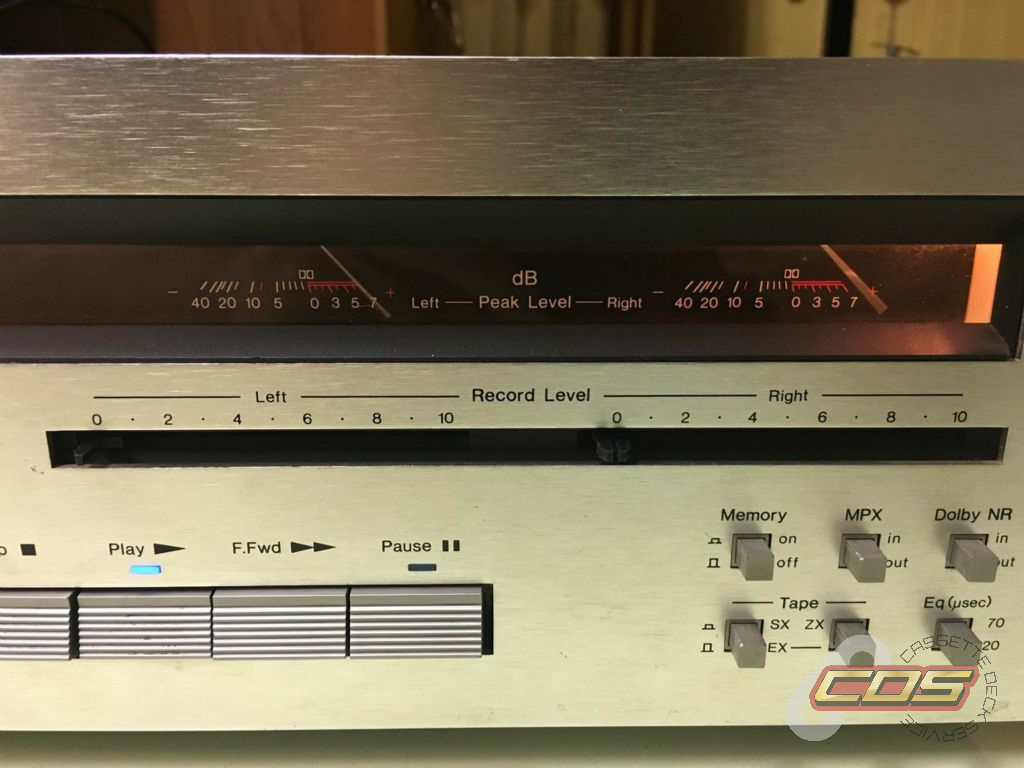 dB
40 20 10 5 0 3 5 7 +
Left Peak Level Right
40 20 10 5 0 3 5 7 +
Left Record Level Right
0 · 2 · 4 · 6 · 8 · 10
0 · 2 · 4 · 6 · 8 · 10
Play F.Fwd Pause
Memory MPX Dolby NR
on in in
off out out
Tape Eq (µsec)
SX ZX 70
EX 20
CDS
CASSETTE DECK SERVICE